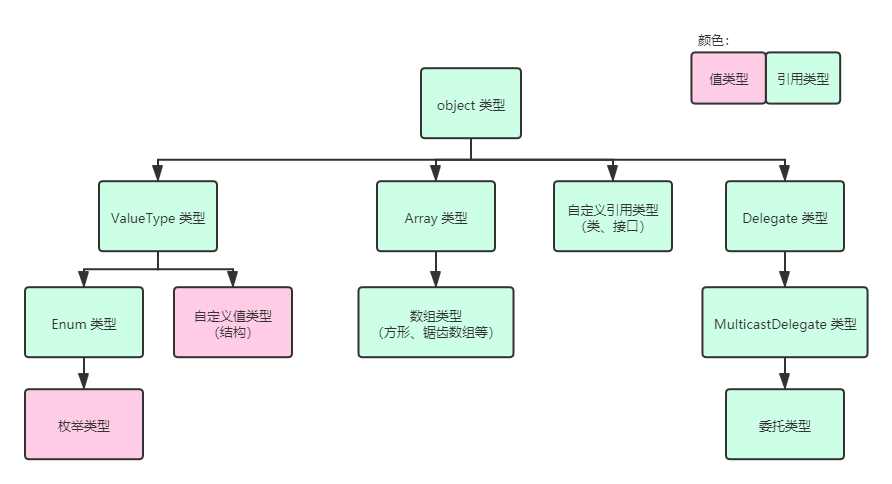 颜色：
值类型
引用类型
object 类型
ValueType 类型
Array 类型
自定义引用类型
（类、接口）
Delegate 类型
Enum 类型
自定义值类型
（结构）
数组类型
（方形、锯齿数组等）
MulticastDelegate 类型
枚举类型
委托类型